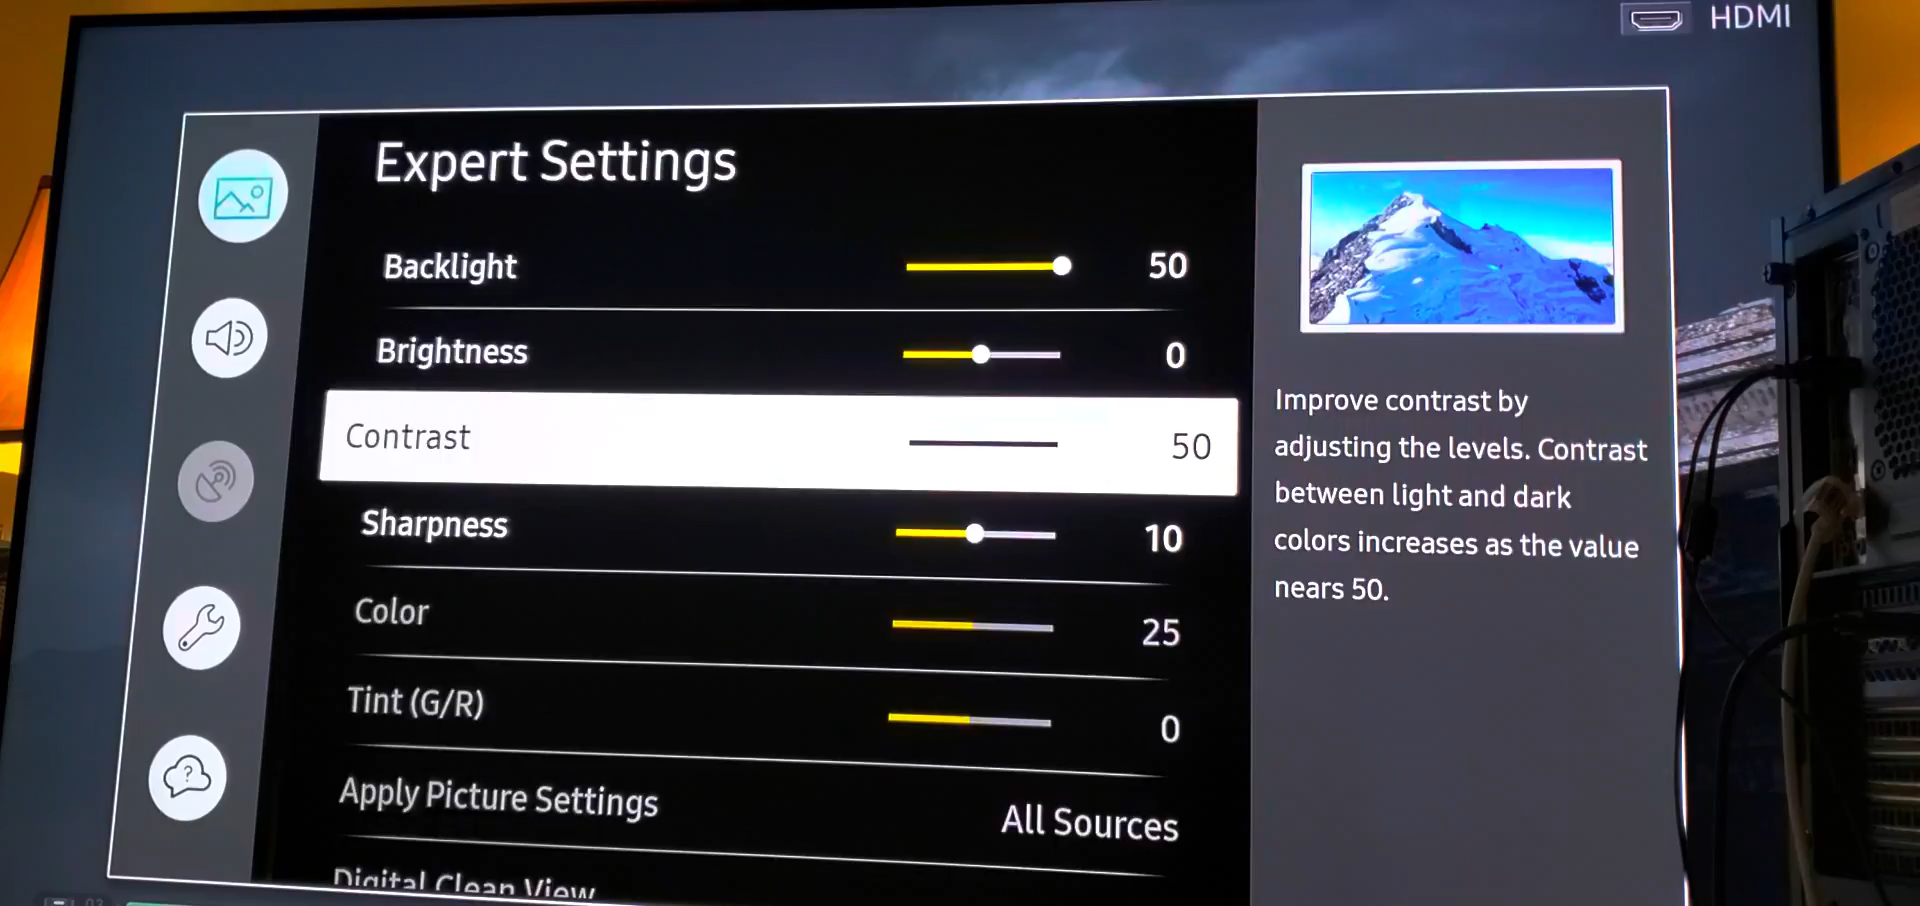 HDMI
Expert Settings
Backlight 50
Brightness 0
Contrast 50
Sharpness 10
Color 25
Tint (G/R) 0
Apply Picture Settings All Sources
Digital Clean View
Improve contrast by
adjusting the levels. Contrast
between light and dark
colors increases as the value
nears 50.
?